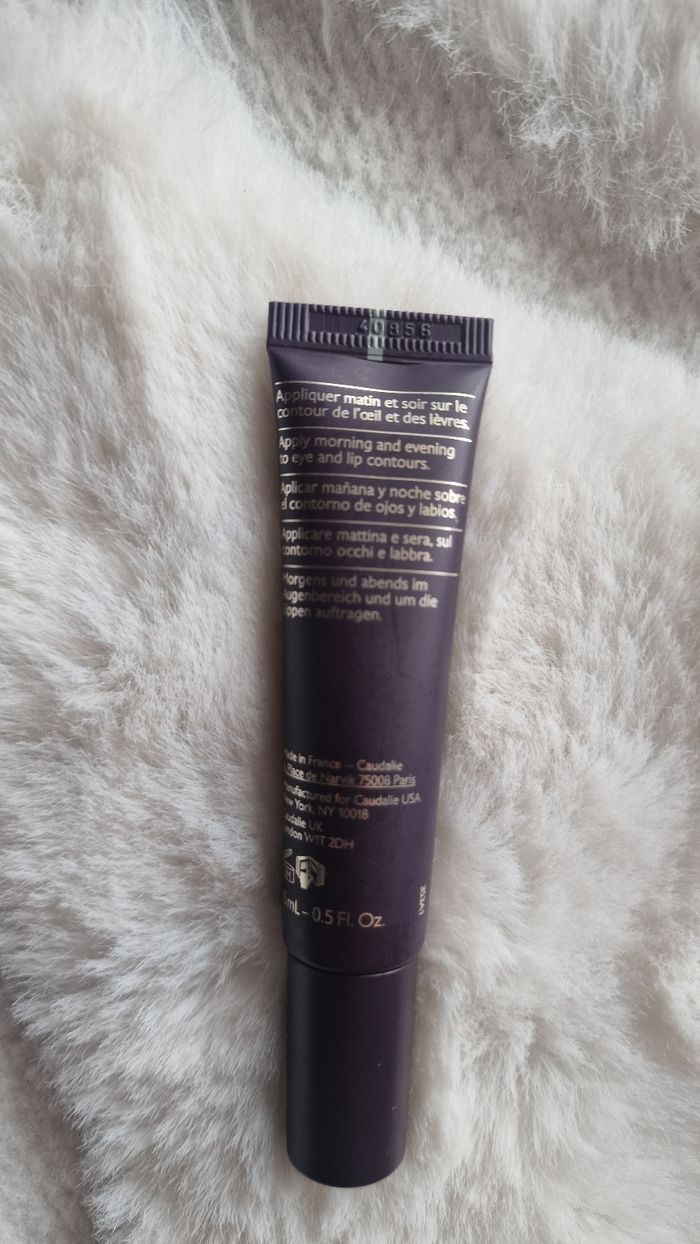 40856
Appliquer matin et soir sur le
contour de l'œil et des lèvres.
Apply morning and evening
to eye and lip contours.
Aplicar mañana y noche sobre
el contorno de ojos y labios.
Applicare mattina e sera, sul
contorno occhi e labbra.
Morgens und abends im
Augenbereich und um die
Lippen auftragen.
Made in France – Caudalie
Place de Narvik 75008 Paris
Manufactured for Caudalie USA
New York, NY 10018
Caudalie UK
London W1T 2DH
mL – 0.5 Fl. Oz.